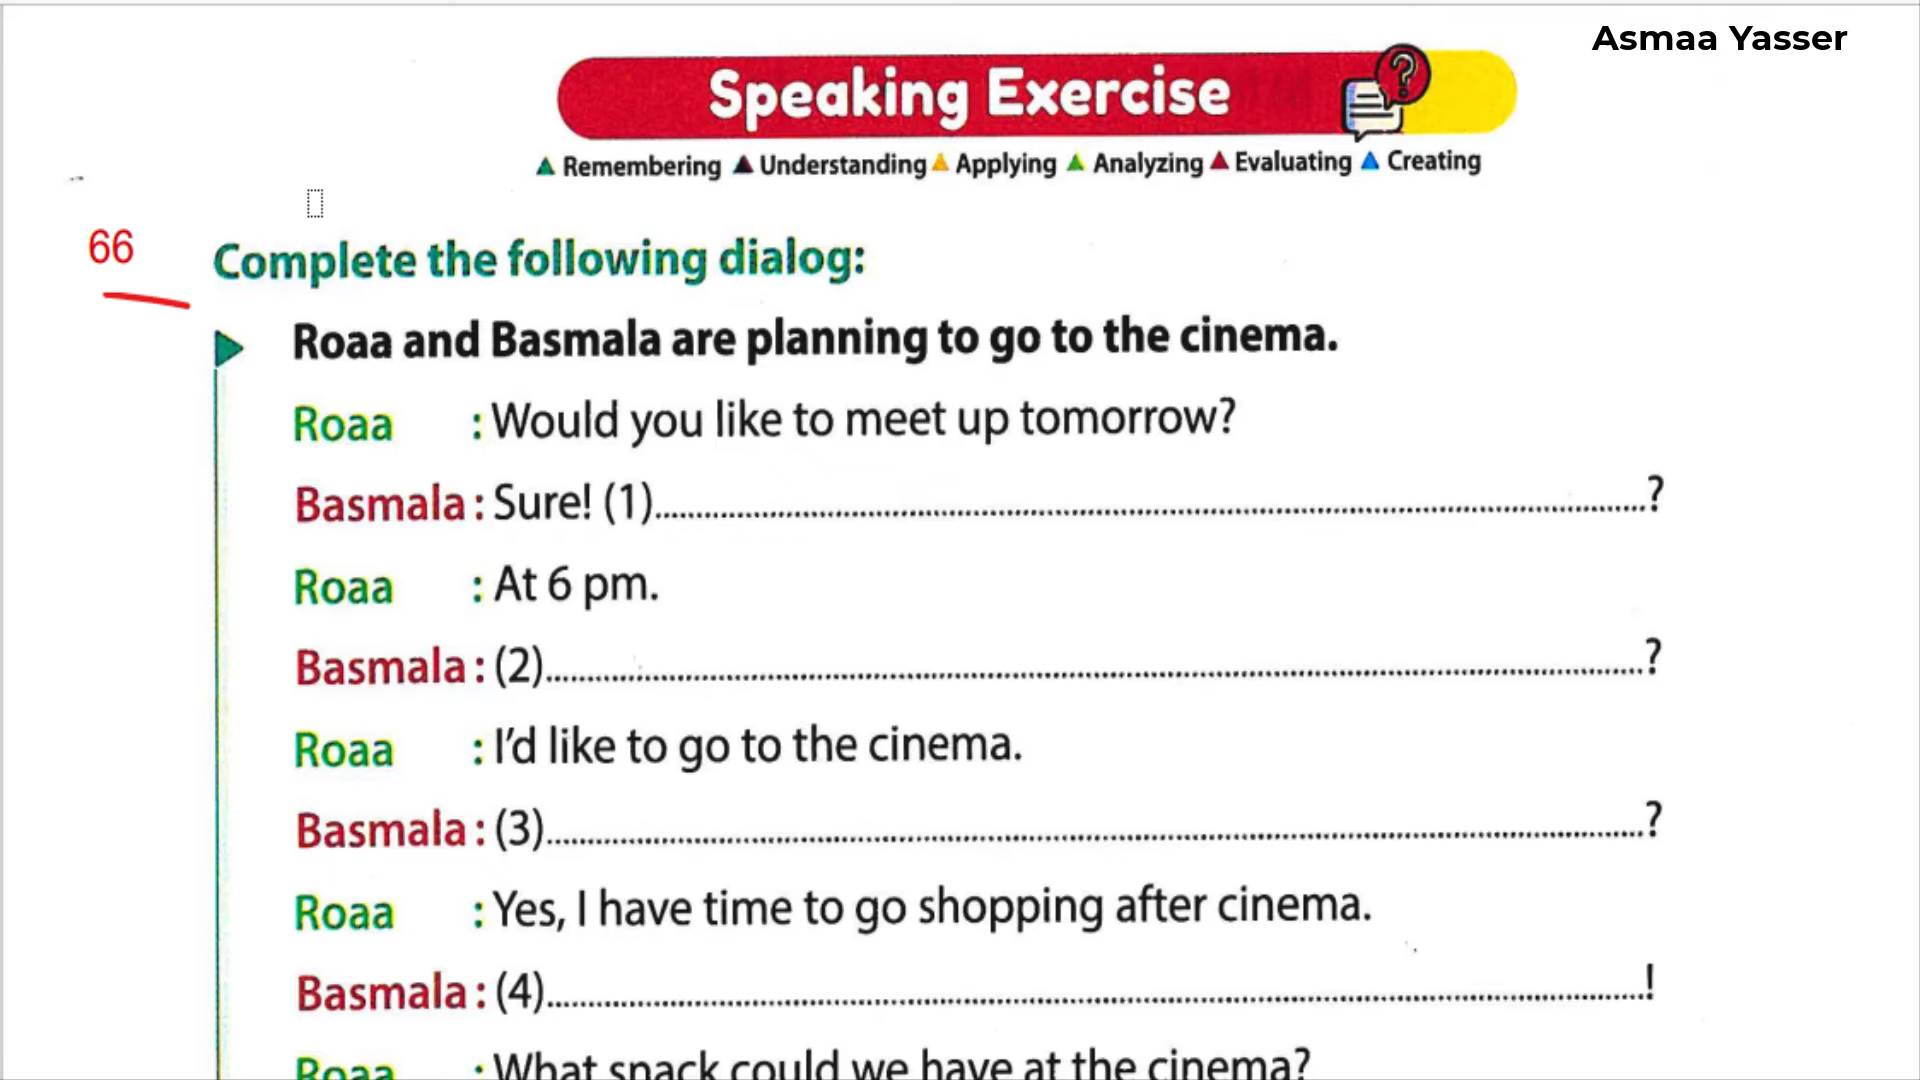 Asmaa Yasser
Speaking Exercise
Remembering Understanding Applying Analyzing Evaluating Creating
66
Complete the following dialog:
Roaa and Basmala are planning to go to the cinema.
Roaa : Would you like to meet up tomorrow?
Basmala : Sure! (1)..............................?
Roaa : At 6 pm.
Basmala : (2)..............................?
Roaa : I'd like to go to the cinema.
Basmala : (3)..............................?
Roaa : Yes, I have time to go shopping after cinema.
Basmala : (4)..............................!
Roaa : What snack could we have at the cinema?